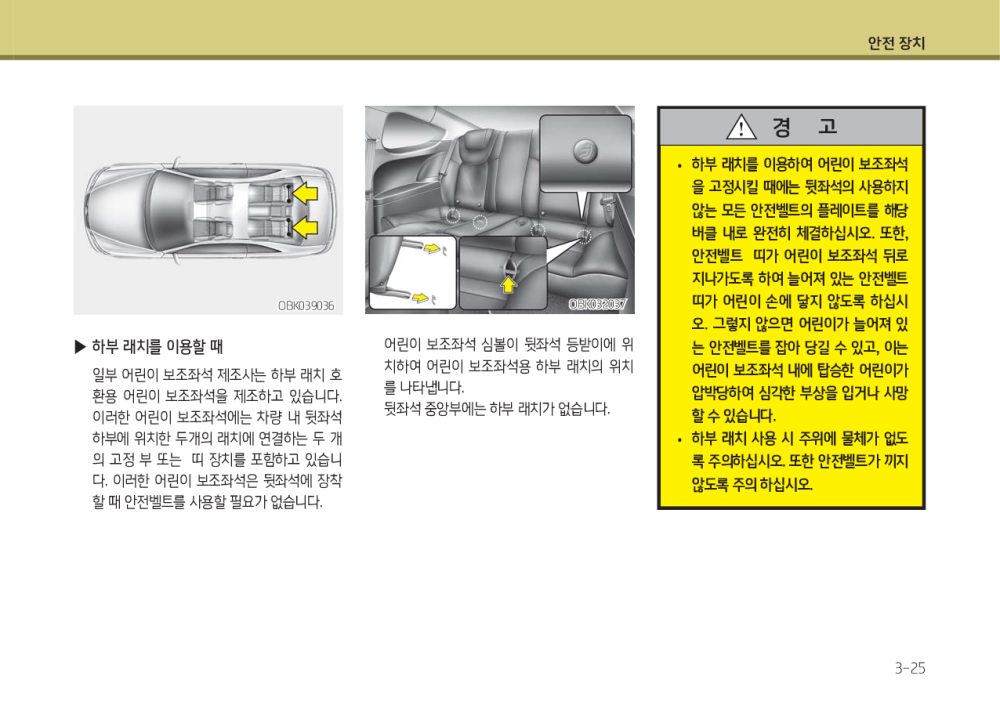 안전 장치
OBK039036
▶ 하부 래치를 이용할 때
일부 어린이 보조좌석 제조사는 하부 래치 호
환용 어린이 보조좌석을 제조하고 있습니다.
이러한 어린이 보조좌석에는 차량 내 뒷좌석
하부에 위치한 두개의 래치에 연결하는 두 개
의 고정 부 또는 띠 장치를 포함하고 있습니
다. 이러한 어린이 보조좌석은 뒷좌석에 장착
할 때 안전벨트를 사용할 필요가 없습니다.
OBK032037
어린이 보조좌석 심볼이 뒷좌석 등받이에 위
치하여 어린이 보조좌석용 하부 래치의 위치
를 나타냅니다.
뒷좌석 중앙부에는 하부 래치가 없습니다.
경 고
• 하부 래치를 이용하여 어린이 보조좌석
을 고정시킬 때에는 뒷좌석의 사용하지
않는 모든 안전벨트의 플레이트를 해당
버클 내로 완전히 체결하십시오. 또한,
안전벨트 띠가 어린이 보조좌석 뒤로
지나가도록 하여 늘어져 있는 안전벨트
띠가 어린이 손에 닿지 않도록 하십시
오. 그렇지 않으면 어린이가 늘어져 있
는 안전벨트를 잡아 당길 수 있고, 이는
어린이 보조좌석 내에 탑승한 어린이가
압박당하여 심각한 부상을 입거나 사망
할 수 있습니다.
• 하부 래치 사용 시 주위에 물체가 없도
록 주의하십시오. 또한 안전벨트가 끼지
않도록 주의 하십시오.
3-25